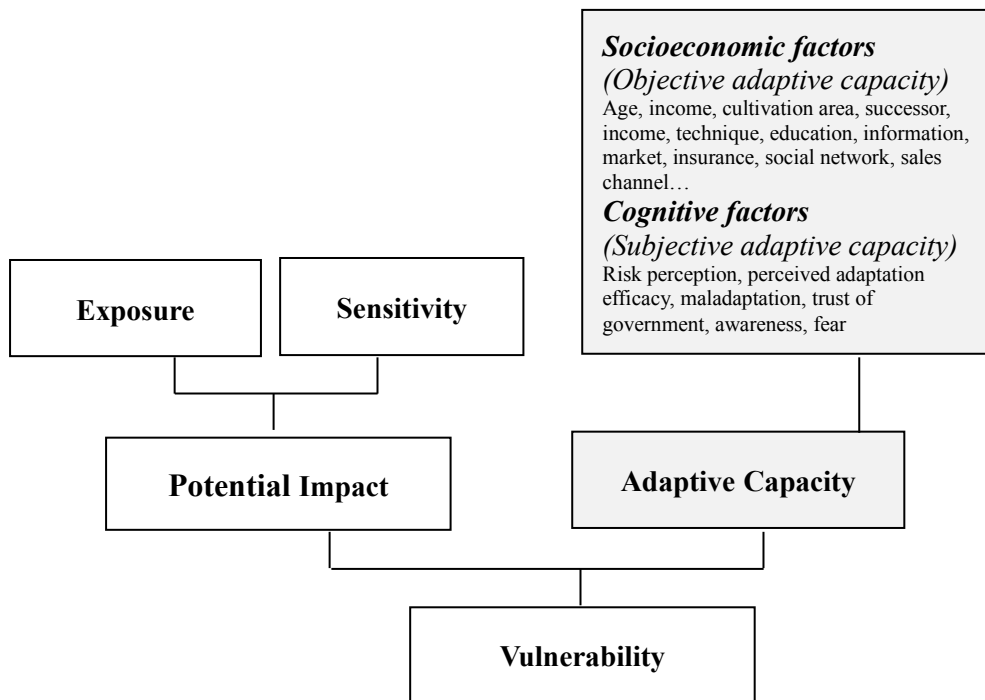 Socioeconomic factors
(Objective adaptive capacity)
Age, income, cultivation area, successor,
income, technique, education, information,
market, insurance, social network, sales
channel…
Cognitive factors
(Subjective adaptive capacity)
Risk perception, perceived adaptation
efficacy, maladaptation, trust of
government, awareness, fear
Exposure
Sensitivity
Potential Impact
Adaptive Capacity
Vulnerability